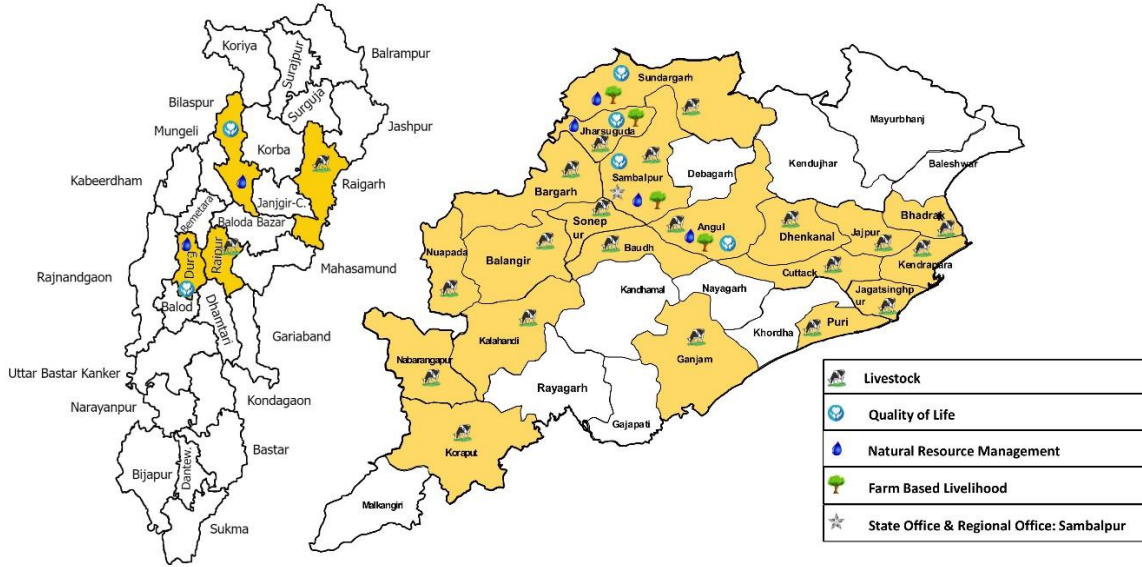 Koriya
Surajpur
Balrampur
Bilaspur
Surguja
Mungeli
Jashpur
Korba
Kabeerdham
Raigarh
Janjgir-C.
Bemetara
Baloda Bazar
Rajnandgaon
Durg
Raipur
Mahasamund
Balod
Dhamtari
Gariaband
Uttar Bastar Kanker
Kondagaon
Narayanpur
Bastar
Bijapur
Dantew.
Sukma
Sundargarh
Mayurbhanj
Jharsuguda
Kendujhar
Baleshwar
Sambalpur
Debagarh
Bargarh
Bhadrak
Sonep
ur
Angul
Dhenkanal
Jajpur
Nuapada
Balangir
Baudh
Kendrapara
Cuttack
Kandhamal
Nayagarh
Jagatsinghp
ur
Khordha
Puri
Kalahandi
Nabarangapur
Ganjam
Rayagarh
Gajapati
Koraput
Malkangiri
Livestock
Quality of Life
Natural Resource Management
Farm Based Livelihood
State Office & Regional Office: Sambalpur